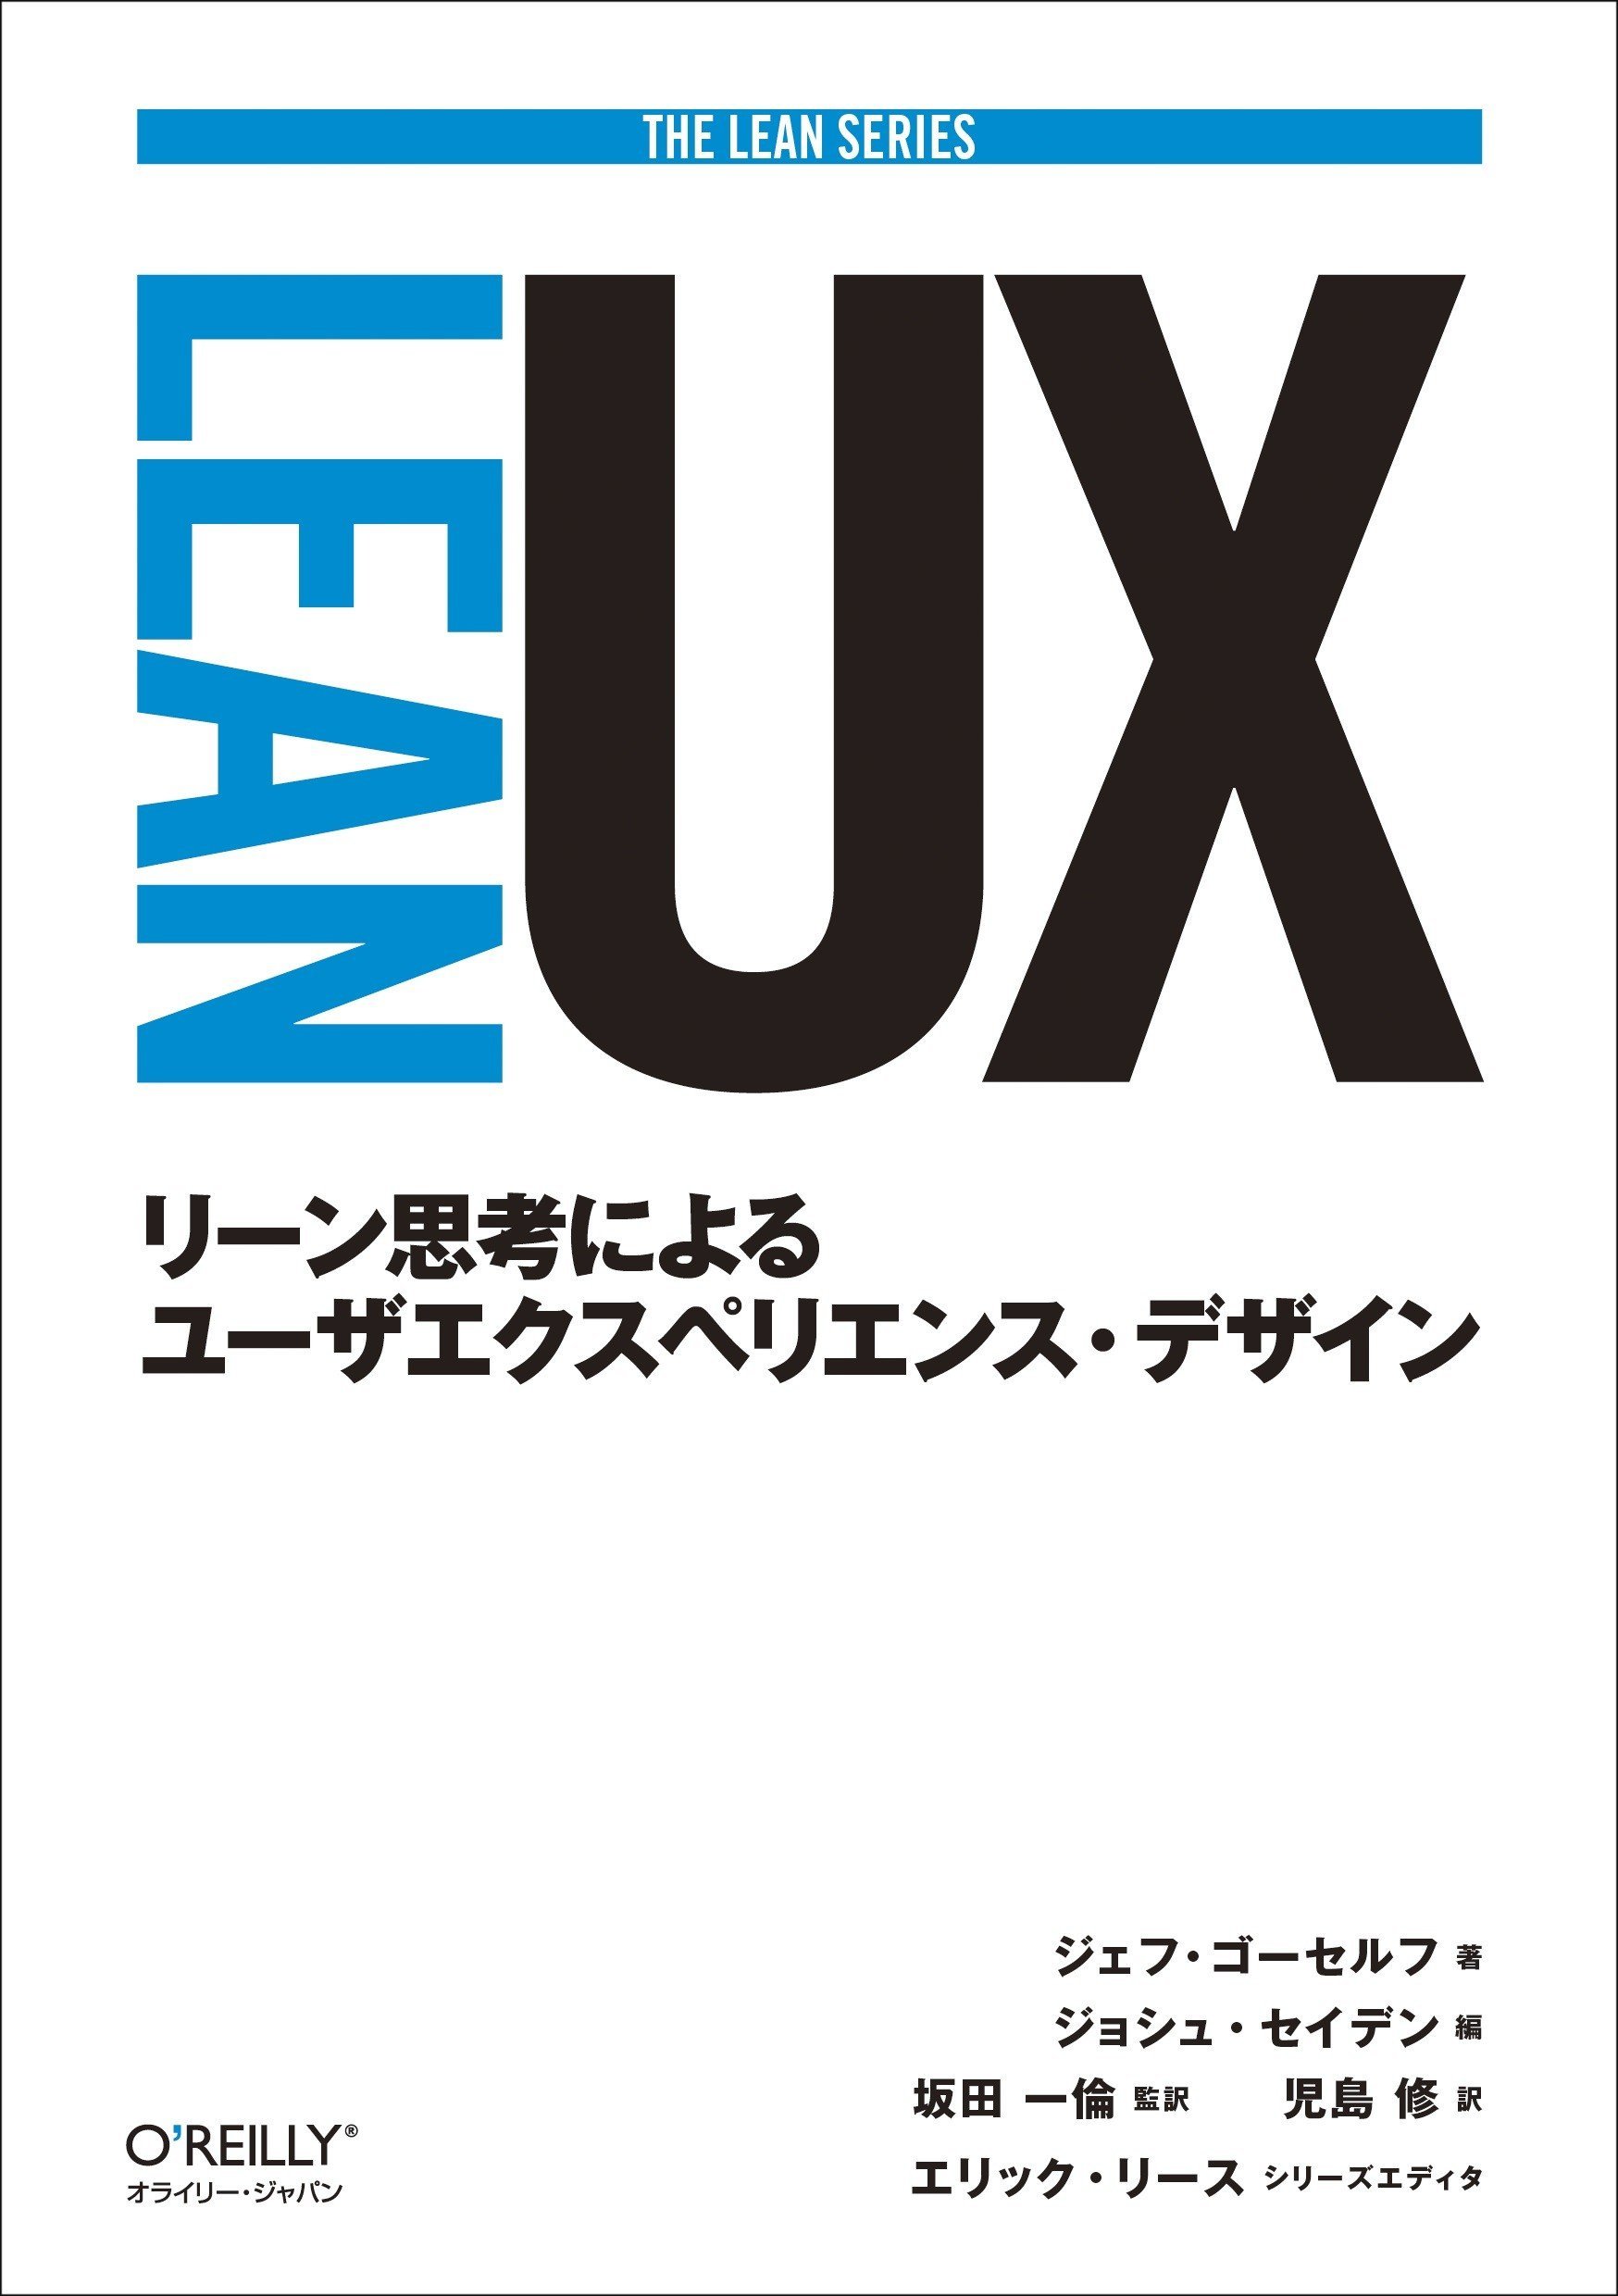 THE LEAN SERIES
LEAN UX
リーン思考による
ユーザエクスペリエンス・デザイン
ジェフ・ゴーセルフ 著
ジョシュ・セイデン 編
坂田 一倫 監訳 児島 修 訳
エリック・リース シリーズエディタ
O'REILLY®
オライリー・ジャパン